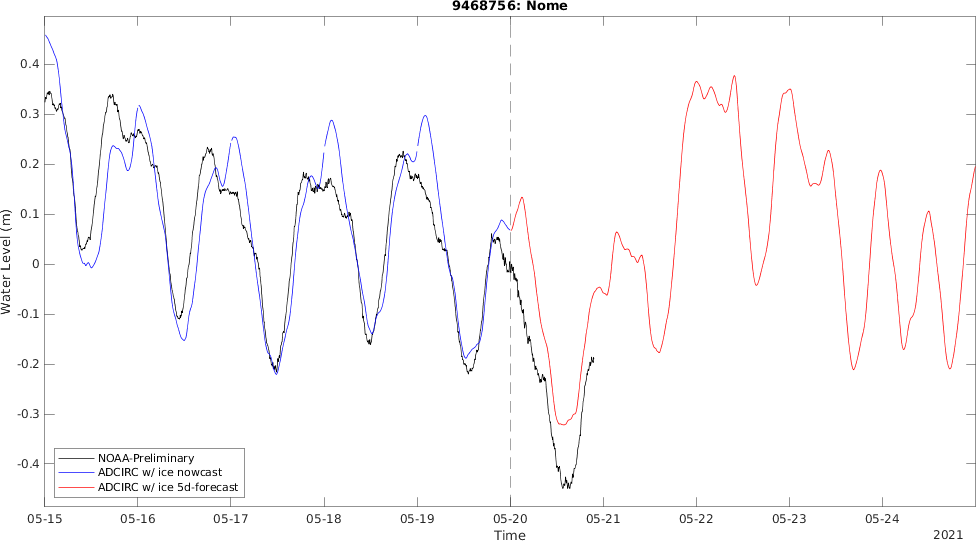 9468756: Nome
Water Level (m)
0.4
0.3
0.2
0.1
0
-0.1
-0.2
-0.3
-0.4
NOAA-Preliminary
ADCIRC w/ ice nowcast
ADCIRC w/ ice 5d-forecast
05-15 05-16 05-17 05-18 05-19 05-20 05-21 05-22 05-23 05-24
Time
2021